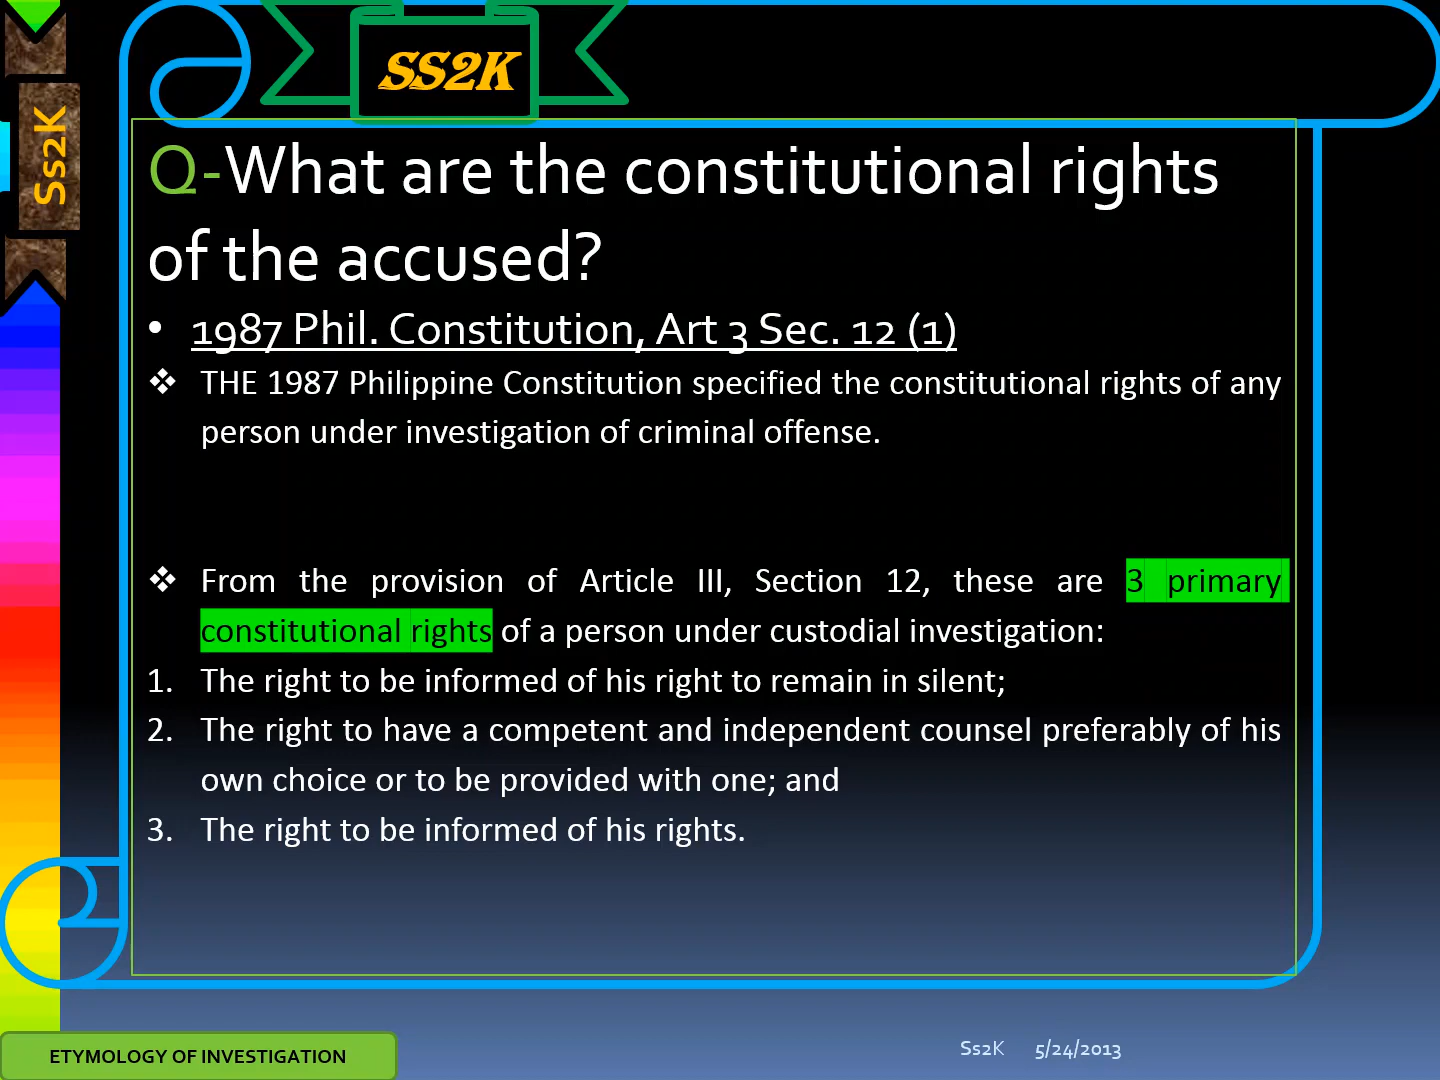 SS2K
Ss2K
Q-What are the constitutional rights
of the accused?
• 1987 Phil. Constitution, Art 3 Sec. 12 (1)
❖ THE 1987 Philippine Constitution specified the constitutional rights of any
person under investigation of criminal offense.
❖ From the provision of Article III, Section 12, these are 3 primary
constitutional rights of a person under custodial investigation:
1. The right to be informed of his right to remain in silent;
2. The right to have a competent and independent counsel preferably of his
own choice or to be provided with one; and
3. The right to be informed of his rights.
ETYMOLOGY OF INVESTIGATION
Ss2K 5/24/2013